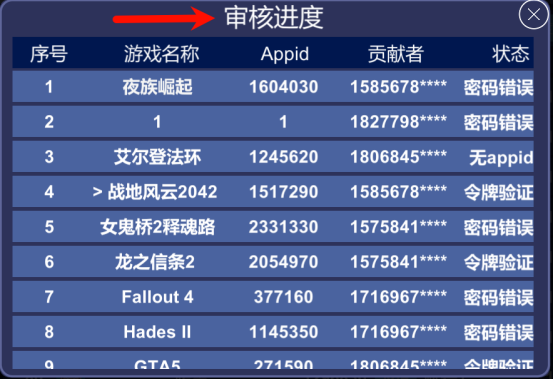 审核进度
序号 游戏名称 Appid 贡献者 状态
1 夜族崛起 1604030 1585678**** 密码错误
2 1 1 1827798**** 密码错误
3 艾尔登法环 1245620 1806845**** 无appid
4 > 战地风云2042 1517290 1585678**** 令牌验证
5 女鬼桥2释魂路 2331330 1575841**** 密码错误
6 龙之信条2 2054970 1575841**** 令牌验证
7 Fallout 4 377160 1716967**** 密码错误
8 Hades II 1145350 1716967**** 密码错误
9 GTA5 271590 1806845**** 令牌验证